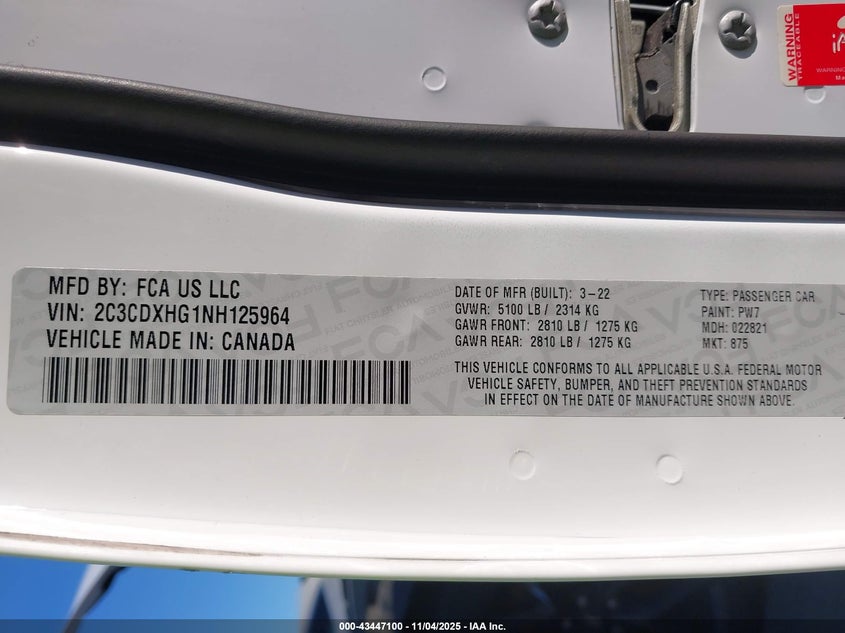 WARNING
TRACEABLE
MFD BY: FCA US LLC
VIN: 2C3CDXHG1NH125964
VEHICLE MADE IN: CANADA
DATE OF MFR (BUILT): 3-22
GVWR: 5100 LB / 2314 KG
GAWR FRONT: 2810 LB / 1275 KG
GAWR REAR: 2810 LB / 1275 KG
TYPE: PASSENGER CAR
PAINT: PW7
MDH: 022821
MKT: 875
THIS VEHICLE CONFORMS TO ALL APPLICABLE U.S.A. FEDERAL MOTOR
VEHICLE SAFETY, BUMPER, AND THEFT PREVENTION STANDARDS
IN EFFECT ON THE DATE OF MANUFACTURE SHOWN ABOVE.
000-43447100 - 11/04/2025 - IAA Inc.